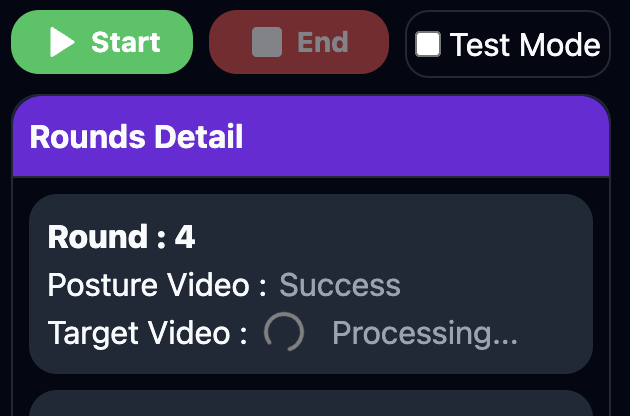 Start
End
Test Mode
Rounds Detail
Round : 4
Posture Video : Success
Target Video : Processing...